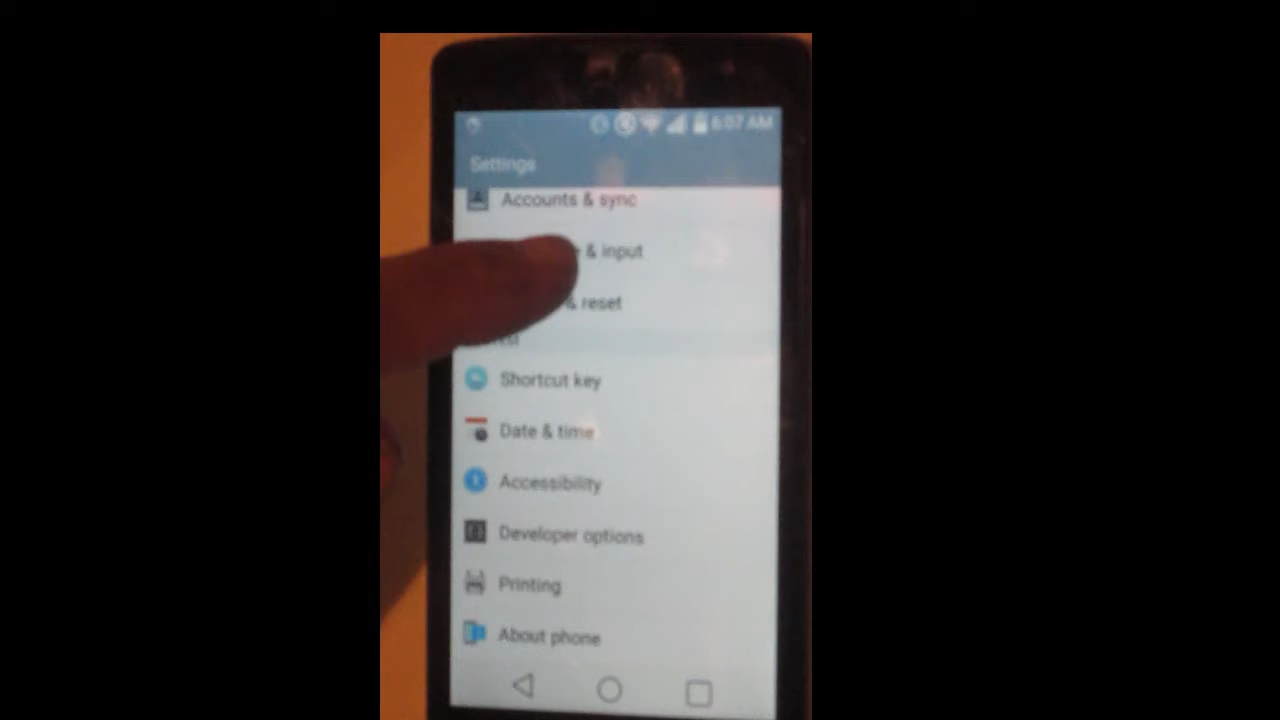 6:07 AM
Settings
Accounts & sync
& input
& reset
Shortcut key
Date & time
Accessibility
Developer options
Printing
About phone